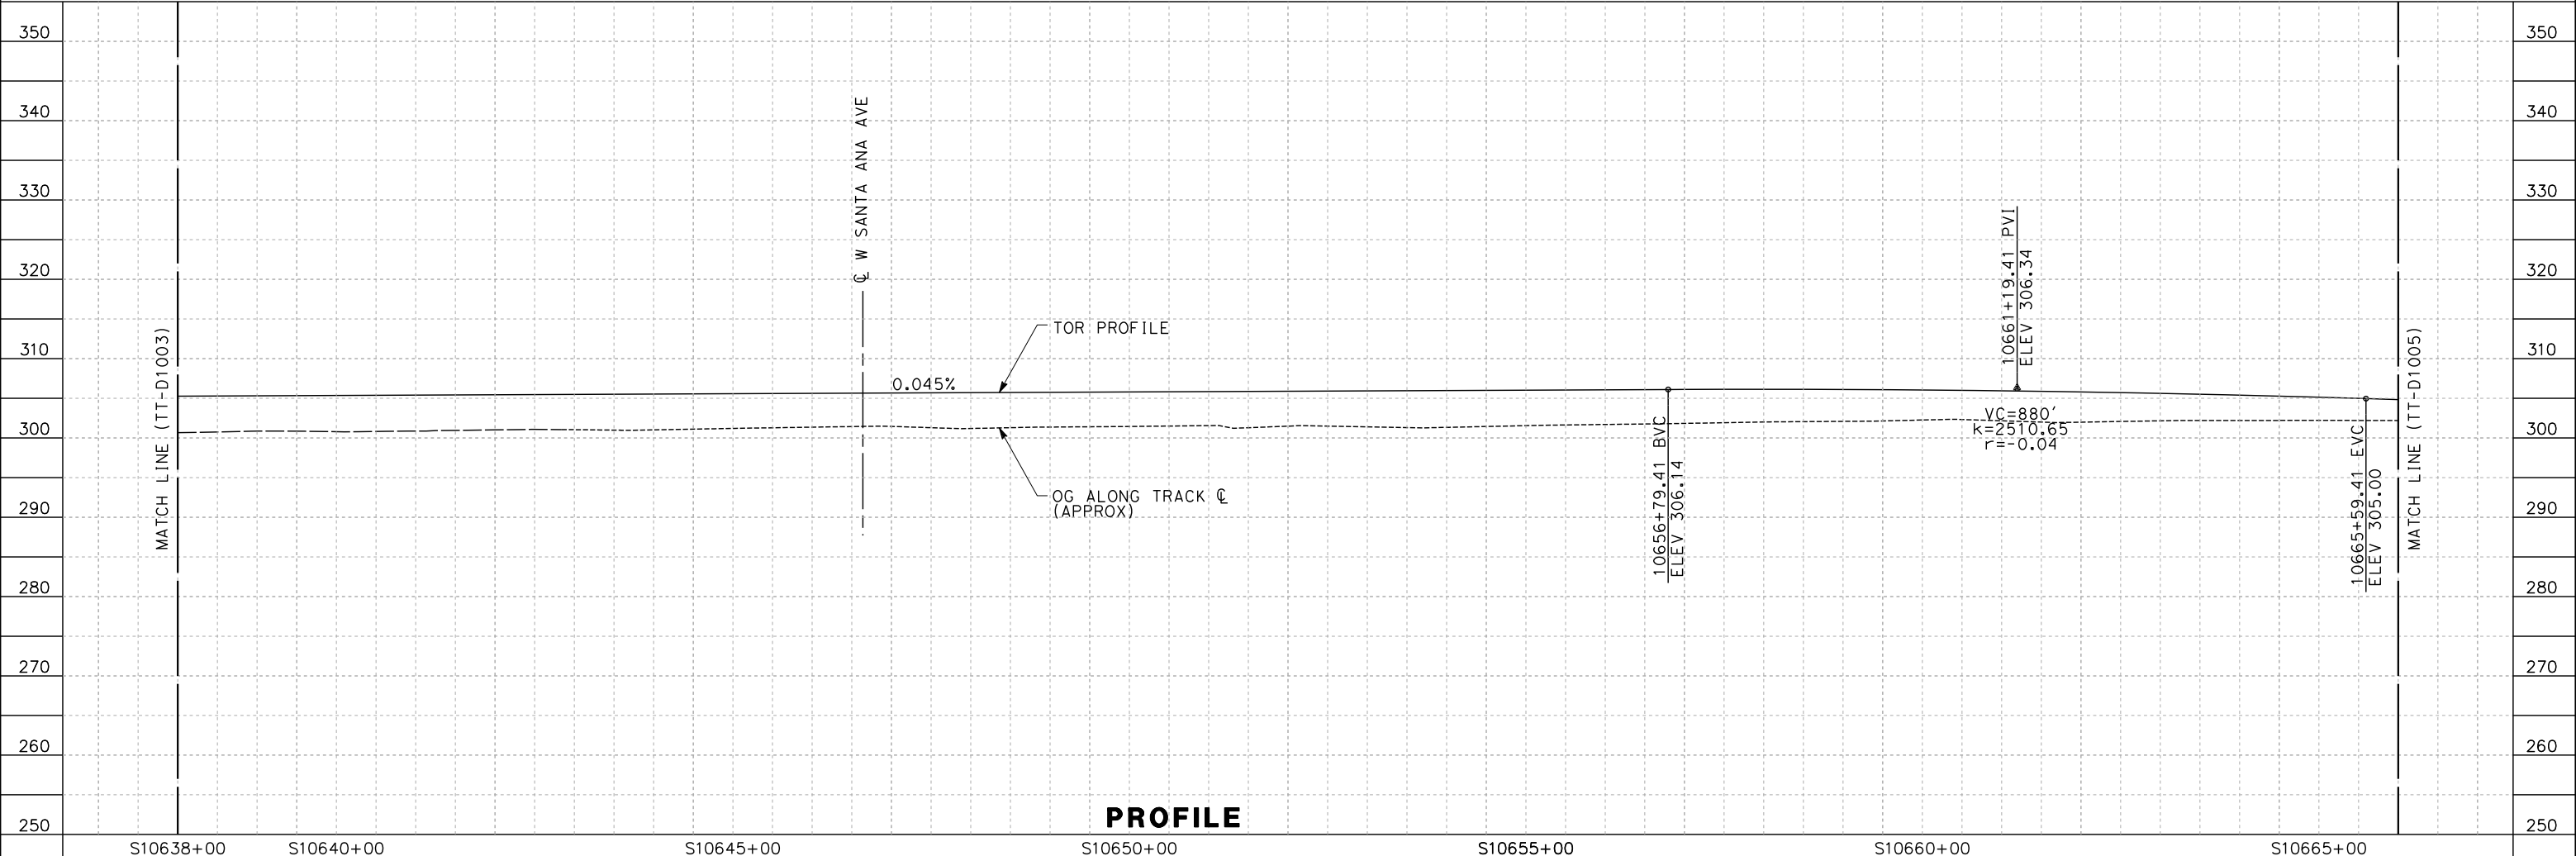 350 350
340 340
330 330
320 320
310 310
300 300
290 290
280 280
270 270
260 260
250 250
MATCH LINE (TT-D1003)
℄ W SANTA ANA AVE
0.045%
TOR PROFILE
OG ALONG TRACK ℄
(APPROX)
10656+79.41 BVC
ELEV 306.14
10661+19.41 PVI
ELEV 306.34
VC=880'
k=2510.65
r=-0.04
10665+59.41 EVC
ELEV 305.00
MATCH LINE (TT-D1005)
PROFILE
S10638+00 S10640+00 S10645+00 S10650+00 S10655+00 S10660+00 S10665+00